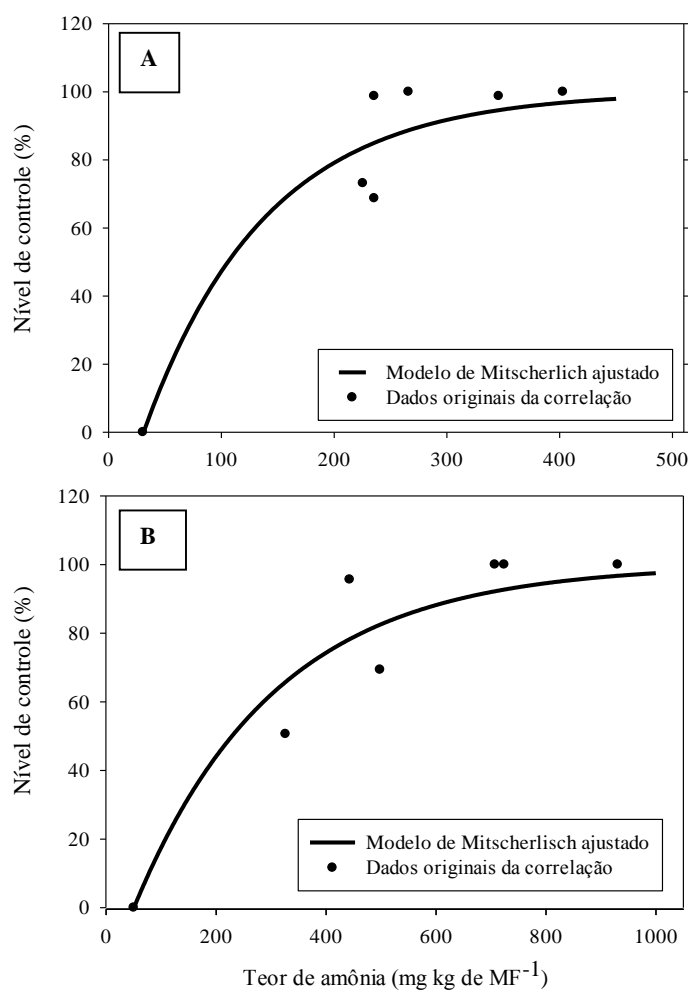 120
A
100
80
60
40
20
0
Nível de controle (%)
Modelo de Mitscherlich ajustado
Dados originais da correlação
0 100 200 300 400 500
120
B
100
80
60
40
20
0
Nível de controle (%)
Modelo de Mitscherlisch ajustado
Dados originais da correlação
0 200 400 600 800 1000
Teor de amônia (mg kg de MF-1)